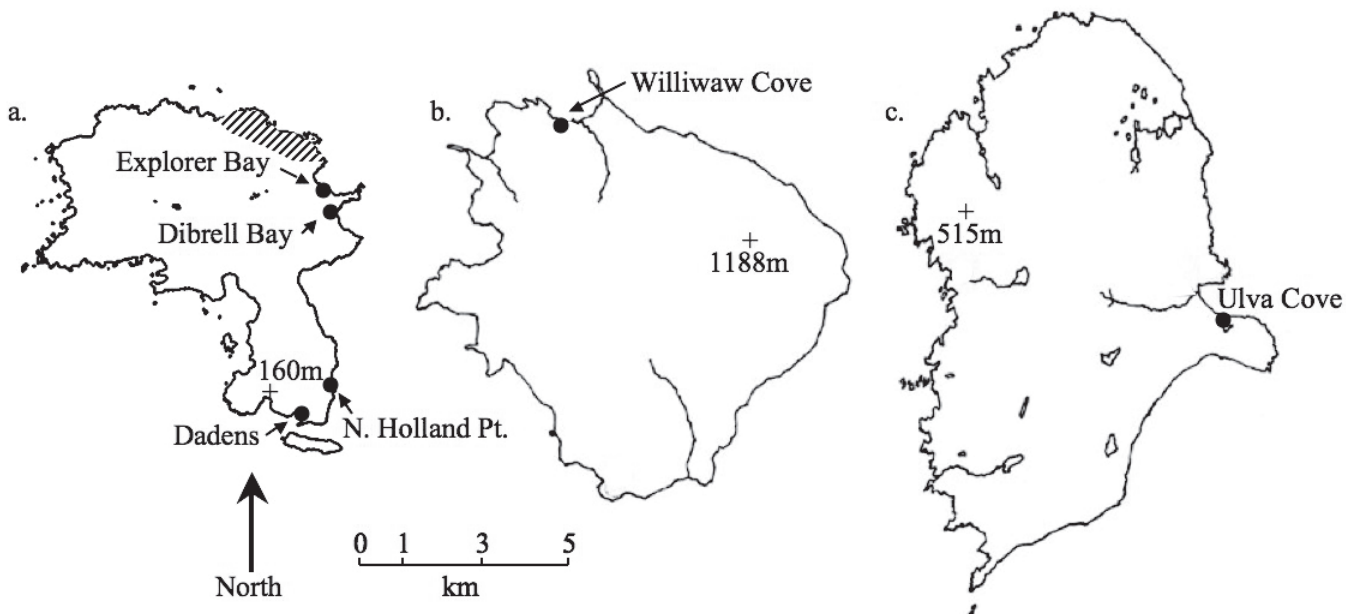 a.
Explorer Bay
Dibrell Bay
160m
Dadens
N. Holland Pt.
North
0 1 3 5
km
b.
Williwaw Cove
1188m
c.
515m
Ulva Cove